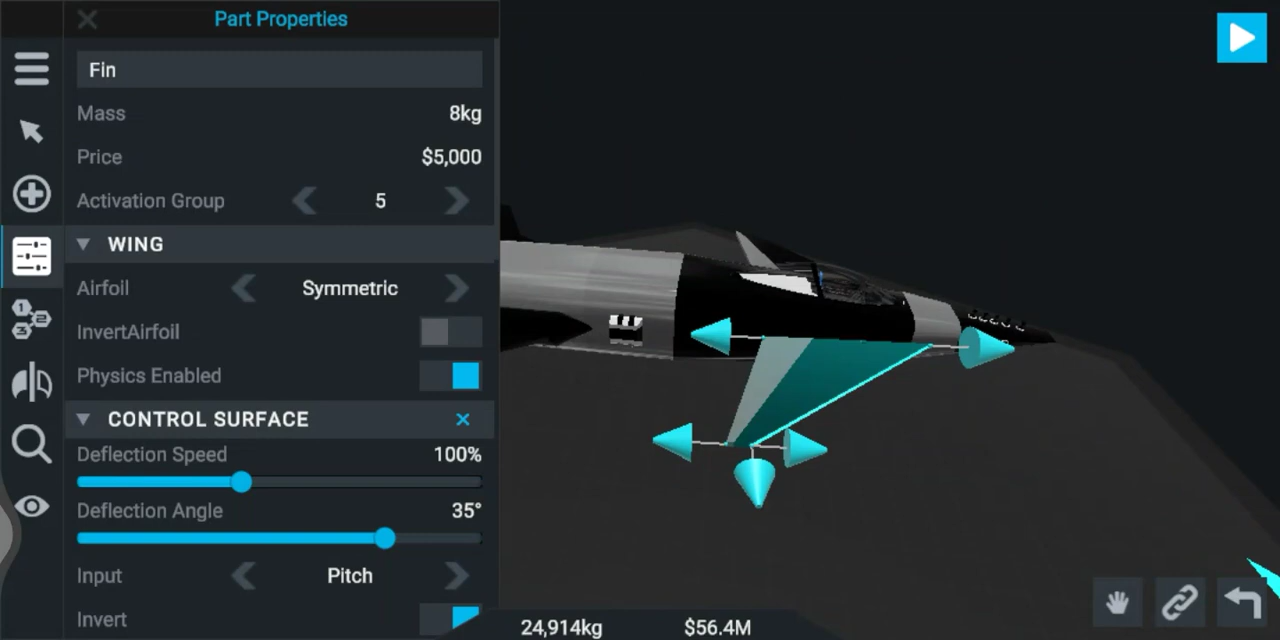 Part Properties
Fin
Mass 8kg
Price $5,000
Activation Group 5
WING
Airfoil Symmetric
InvertAirfoil
Physics Enabled
CONTROL SURFACE
Deflection Speed 100%
Deflection Angle 35°
Input Pitch
Invert
24,914kg $56.4M